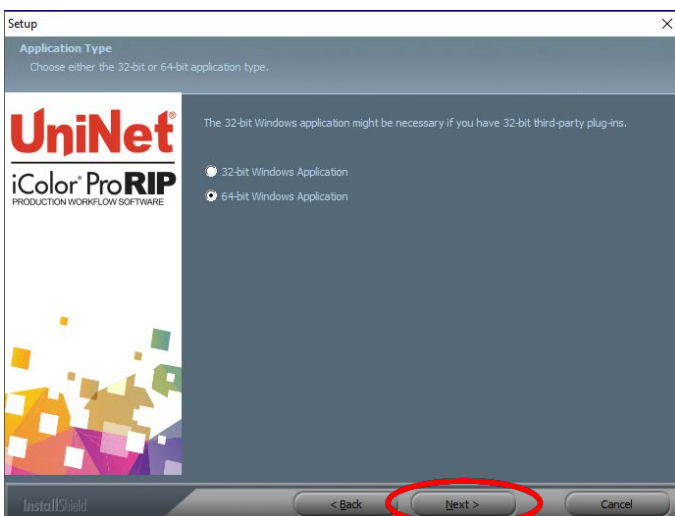 Setup
Application Type
Choose either the 32-bit or 64-bit application type.
UniNet®
iColor® ProRIP
PRODUCTION WORKFLOW SOFTWARE
The 32-bit Windows application might be necessary if you have 32-bit third-party plug-ins.
32-bit Windows Application
64-bit Windows Application
InstallShield
< Back
Next >
Cancel